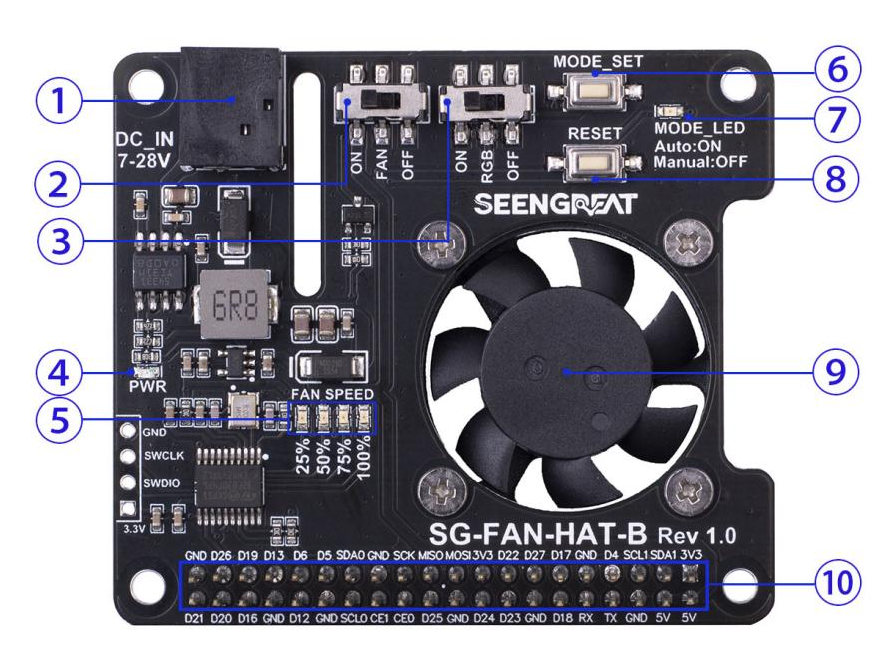 1
2
3
4
5
6
7
8
9
10
DC_IN
7-28V
ON
FAN
OFF
ON
RGB
OFF
MODE_SET
RESET
MODE_LED
Auto:ON
Manual:OFF
SEENGREAT
6R8
PWR
FAN SPEED
25%
50%
75%
100%
GND
SWCLK
SWDIO
3.3V
SG-FAN-HAT-B Rev 1.0
GND D26 D19 D13 D6 D5 SDA0 GND SCK MISO MOSI 3V3 D22 D27 D17 GND D4 SCL1 SDA1 3V3
D21 D20 D16 GND D12 GND SCL0 CE1 CE0 D25 GND D24 D23 GND D18 RX TX GND 5V 5V